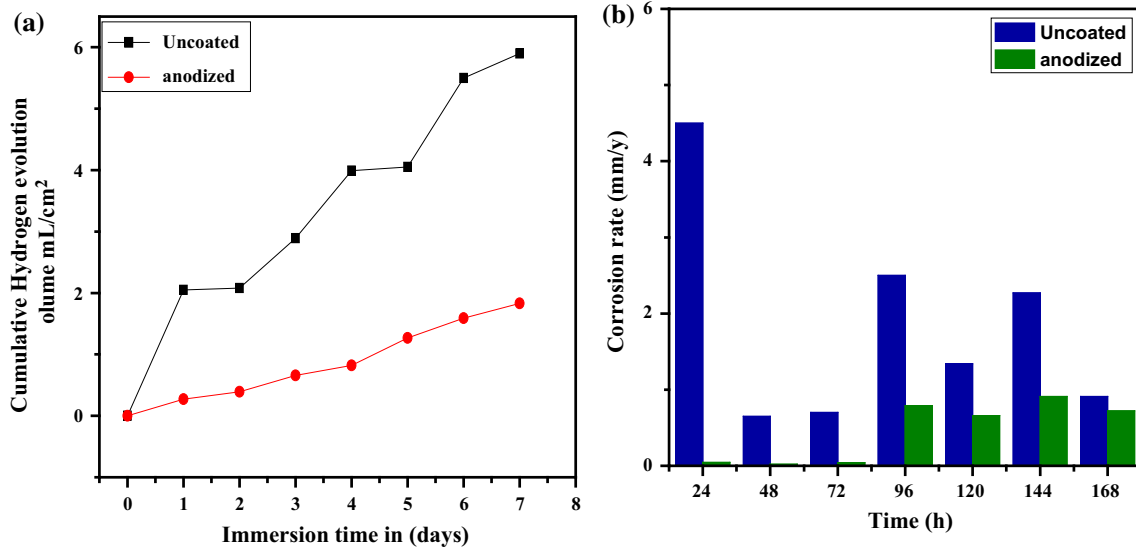 (a)
Uncoated
anodized
6
4
2
0
Cumulative Hydrogen evolution
olume mL/cm²
0 1 2 3 4 5 6 7 8
Immersion time in (days)
(b)
Uncoated
anodized
6
4
2
0
Corrosion rate (mm/y)
24 48 72 96 120 144 168
Time (h)